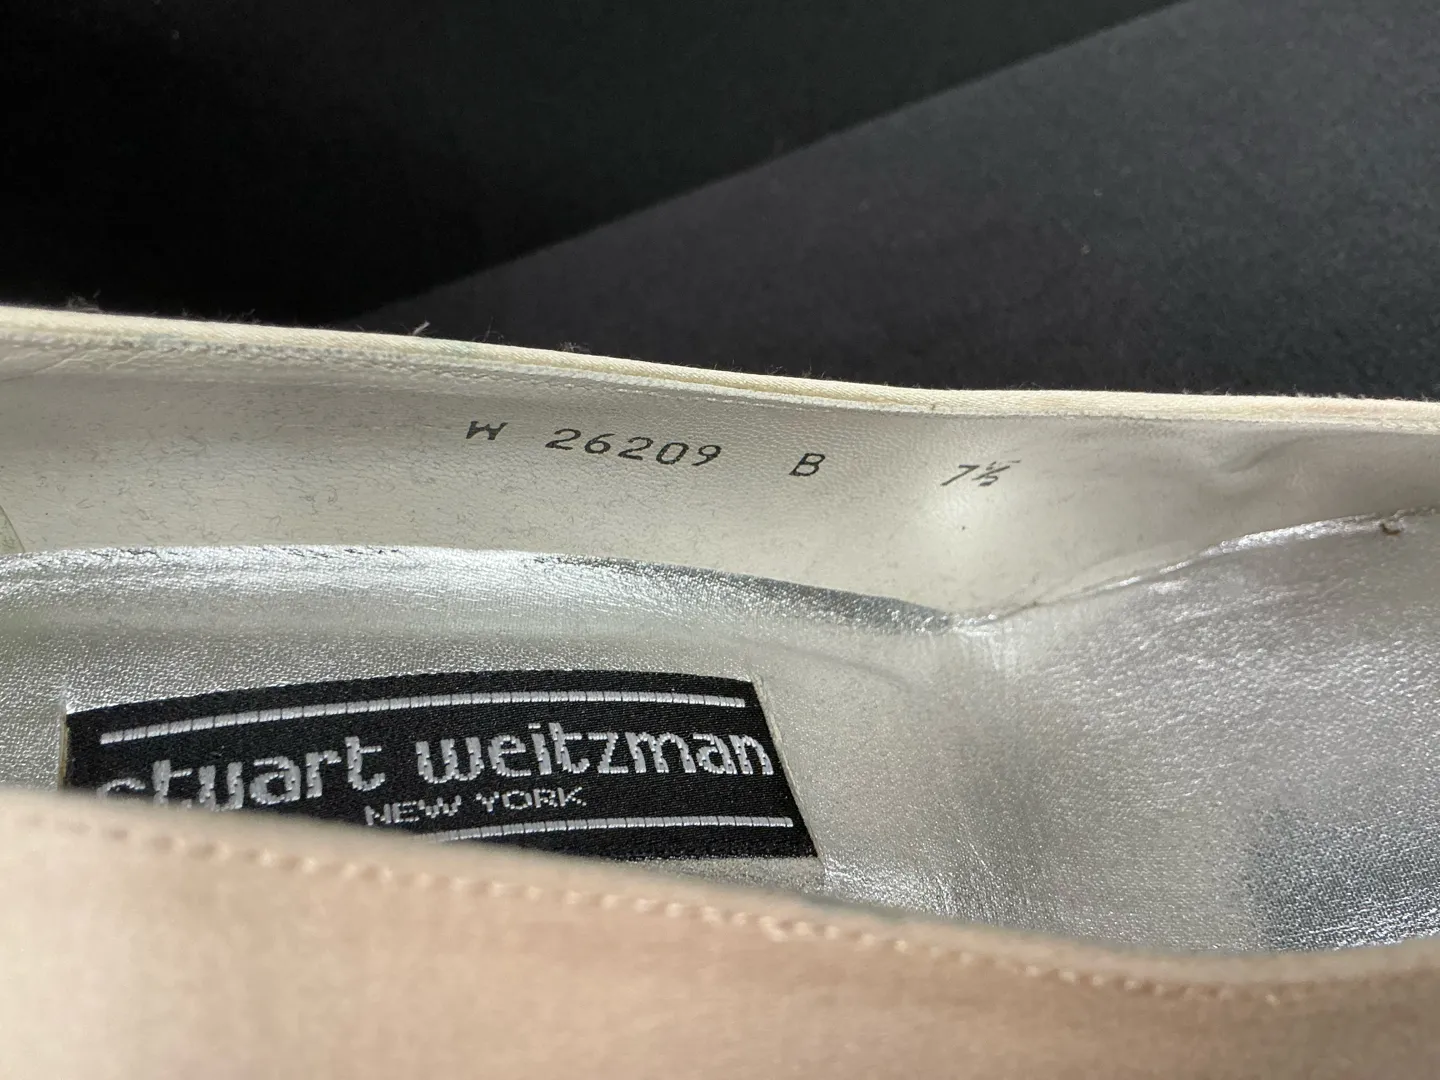 W 26209 B 7½
stuart weitzman
NEW YORK